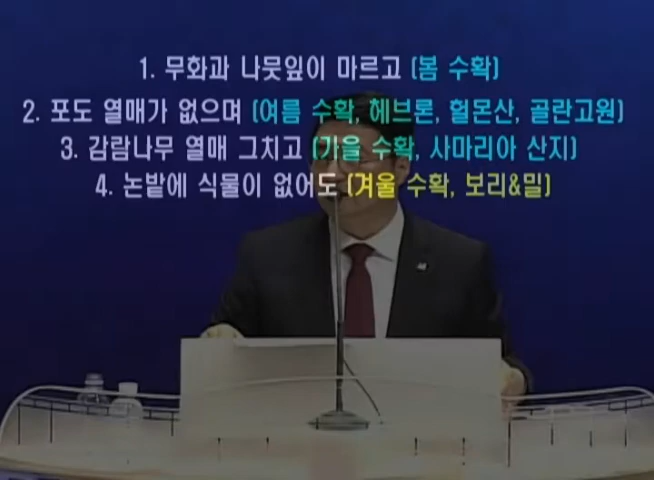 1. 무화과 나뭇잎이 마르고 (봄 수확)
2. 포도 열매가 없으며 (여름 수확, 헤브론, 헐몬산, 골란고원)
3. 감람나무 열매 그치고 (가을 수확, 사마리아 산지)
4. 논밭에 식물이 없어도 (겨울 수확, 보리&밀)